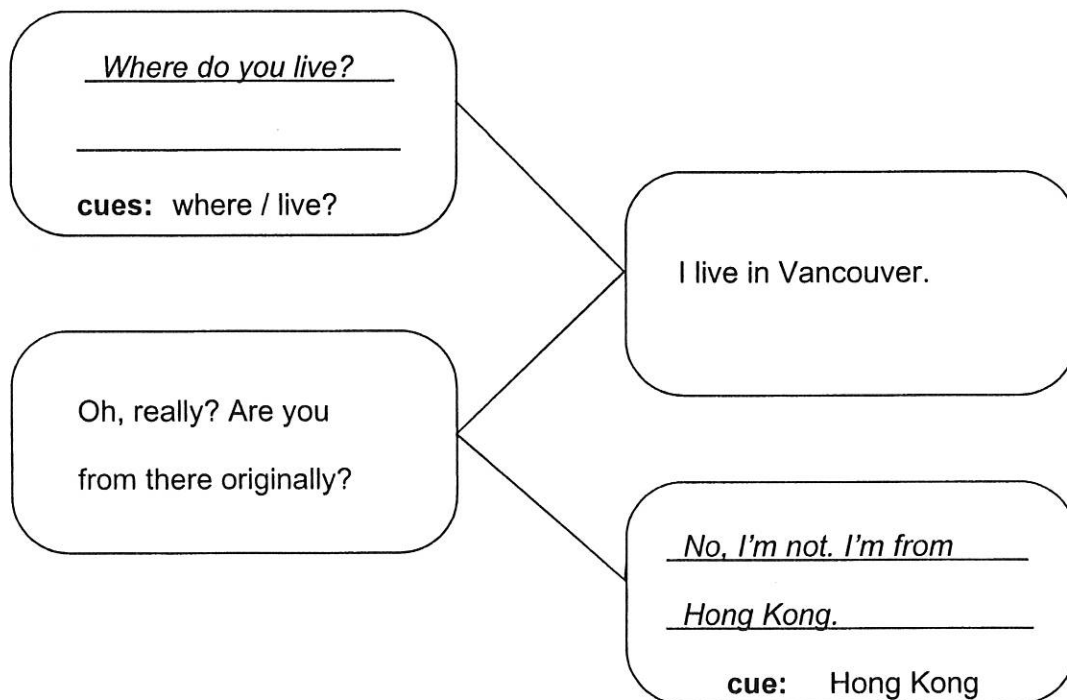 Where do you live?
cues: where / live?
I live in Vancouver.
Oh, really? Are you
from there originally?
No, I'm not. I'm from
Hong Kong.
cue: Hong Kong